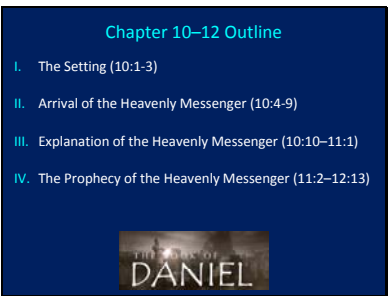 Chapter 10–12 Outline
I. The Setting (10:1-3)
II. Arrival of the Heavenly Messenger (10:4-9)
III. Explanation of the Heavenly Messenger (10:10–11:1)
IV. The Prophecy of the Heavenly Messenger (11:2–12:13)
THE BOOK OF
DANIEL